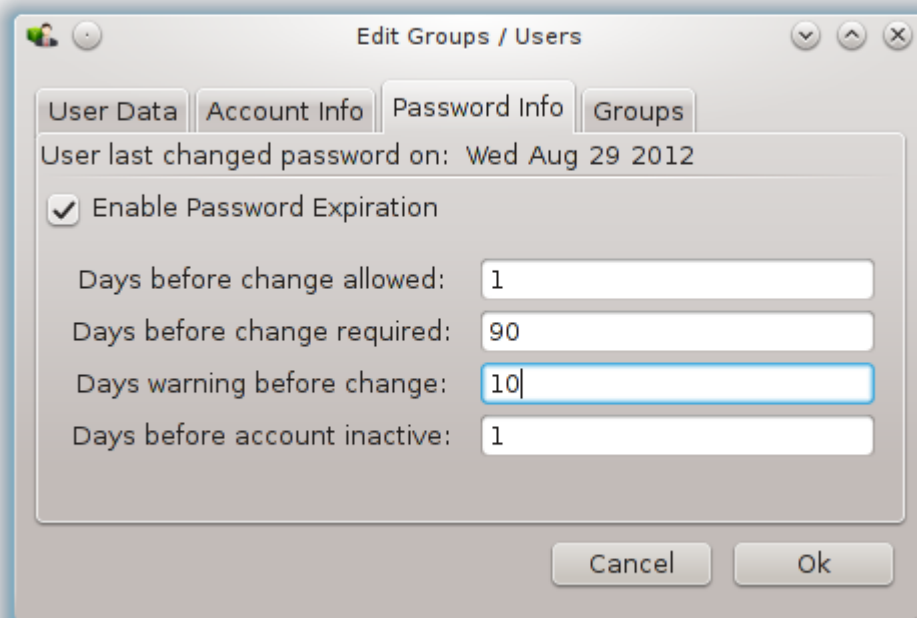 Edit Groups / Users
User Data Account Info Password Info Groups
User last changed password on: Wed Aug 29 2012
Enable Password Expiration
Days before change allowed: 1
Days before change required: 90
Days warning before change: 10
Days before account inactive: 1
Cancel Ok